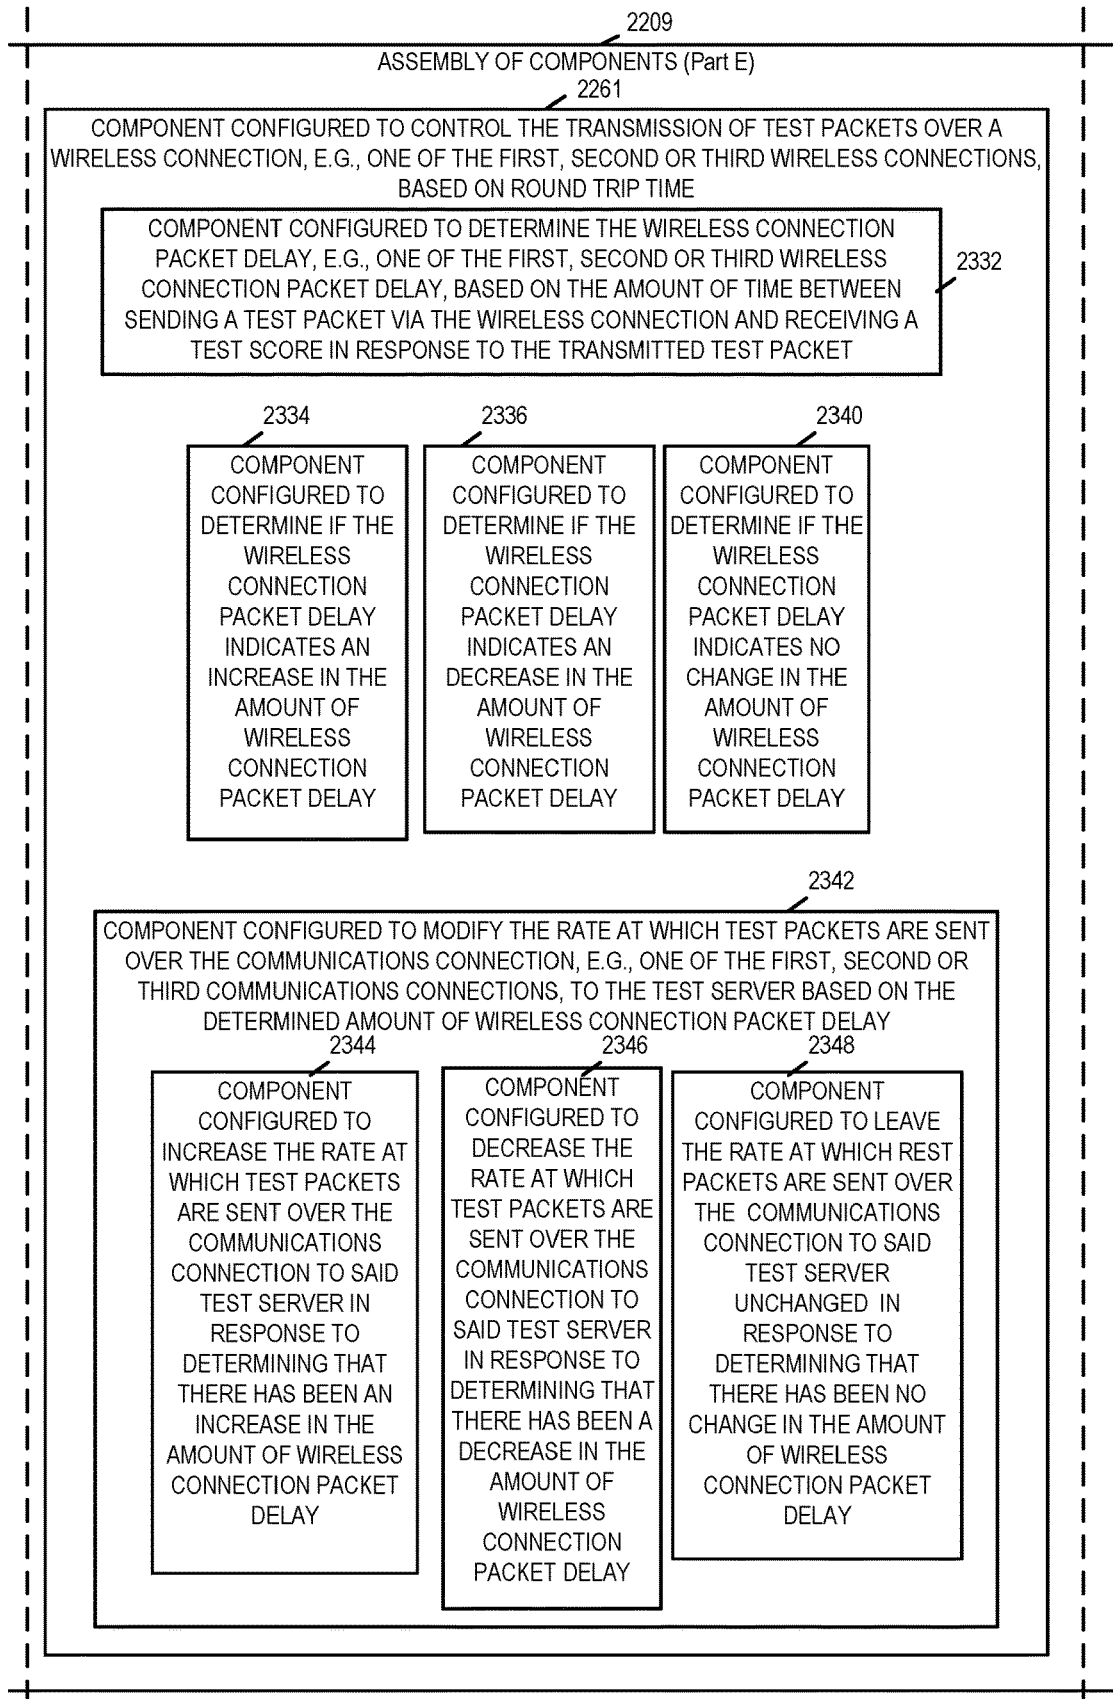 2209
ASSEMBLY OF COMPONENTS (Part E)
2261
COMPONENT CONFIGURED TO CONTROL THE TRANSMISSION OF TEST PACKETS OVER A
WIRELESS CONNECTION, E.G., ONE OF THE FIRST, SECOND OR THIRD WIRELESS CONNECTIONS,
BASED ON ROUND TRIP TIME
COMPONENT CONFIGURED TO DETERMINE THE WIRELESS CONNECTION
PACKET DELAY, E.G., ONE OF THE FIRST, SECOND OR THIRD WIRELESS
CONNECTION PACKET DELAY, BASED ON THE AMOUNT OF TIME BETWEEN
SENDING A TEST PACKET VIA THE WIRELESS CONNECTION AND RECEIVING A
TEST SCORE IN RESPONSE TO THE TRANSMITTED TEST PACKET
2332
2334
COMPONENT
CONFIGURED TO
DETERMINE IF THE
WIRELESS
CONNECTION
PACKET DELAY
INDICATES AN
INCREASE IN THE
AMOUNT OF
WIRELESS
CONNECTION
PACKET DELAY
2336
COMPONENT
CONFIGURED TO
DETERMINE IF THE
WIRELESS
CONNECTION
PACKET DELAY
INDICATES AN
DECREASE IN THE
AMOUNT OF
WIRELESS
CONNECTION
PACKET DELAY
2340
COMPONENT
CONFIGURED TO
DETERMINE IF THE
WIRELESS
CONNECTION
PACKET DELAY
INDICATES NO
CHANGE IN THE
AMOUNT OF
WIRELESS
CONNECTION
PACKET DELAY
2342
COMPONENT CONFIGURED TO MODIFY THE RATE AT WHICH TEST PACKETS ARE SENT
OVER THE COMMUNICATIONS CONNECTION, E.G., ONE OF THE FIRST, SECOND OR
THIRD COMMUNICATIONS CONNECTIONS, TO THE TEST SERVER BASED ON THE
DETERMINED AMOUNT OF WIRELESS CONNECTION PACKET DELAY
2344
COMPONENT
CONFIGURED TO
INCREASE THE RATE AT
WHICH TEST PACKETS
ARE SENT OVER THE
COMMUNICATIONS
CONNECTION TO SAID
TEST SERVER IN
RESPONSE TO
DETERMINING THAT
THERE HAS BEEN AN
INCREASE IN THE
AMOUNT OF WIRELESS
CONNECTION PACKET
DELAY
2346
COMPONENT
CONFIGURED TO
DECREASE THE
RATE AT WHICH
TEST PACKETS ARE
SENT OVER THE
COMMUNICATIONS
CONNECTION TO
SAID TEST SERVER
IN RESPONSE TO
DETERMINING THAT
THERE HAS BEEN A
DECREASE IN THE
AMOUNT OF
WIRELESS
CONNECTION
PACKET DELAY
2348
COMPONENT
CONFIGURED TO LEAVE
THE RATE AT WHICH REST
PACKETS ARE SENT OVER
THE COMMUNICATIONS
CONNECTION TO SAID
TEST SERVER
UNCHANGED IN
RESPONSE TO
DETERMINING THAT
THERE HAS BEEN NO
CHANGE IN THE AMOUNT
OF WIRELESS
CONNECTION PACKET
DELAY